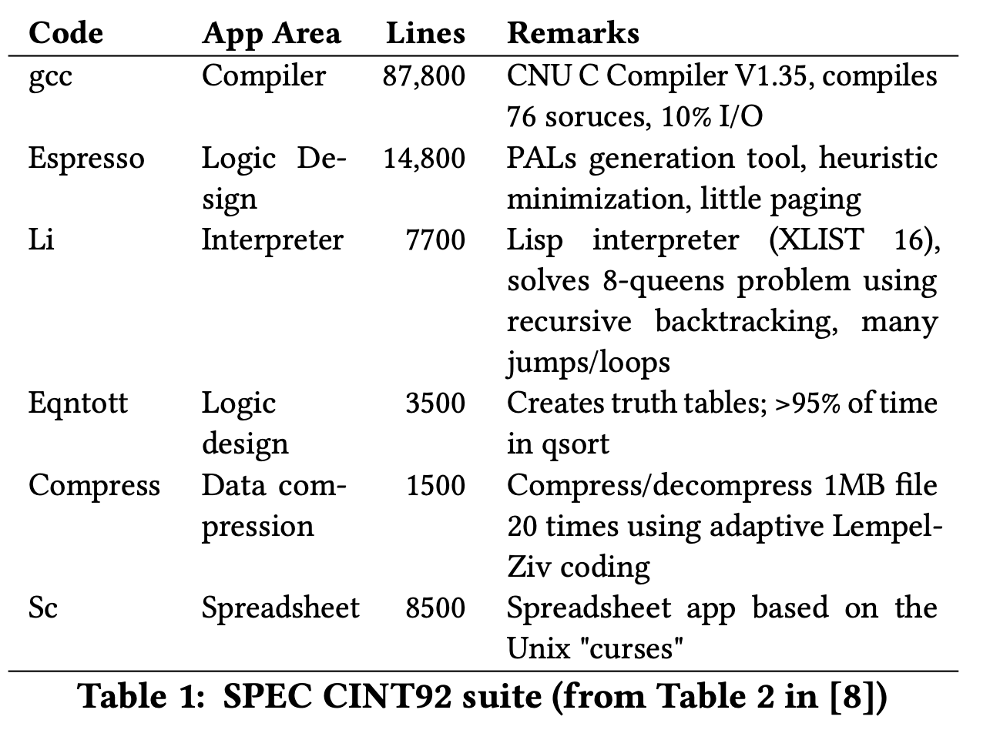 Code App Area Lines Remarks
gcc Compiler 87,800 CNU C Compiler V1.35, compiles
76 soruces, 10% I/O
Espresso Logic De- 14,800 PALs generation tool, heuristic
sign minimization, little paging
Li Interpreter 7700 Lisp interpreter (XLIST 16),
solves 8-queens problem using
recursive backtracking, many
jumps/loops
Eqntott Logic 3500 Creates truth tables; >95% of time
design in qsort
Compress Data com- 1500 Compress/decompress 1MB file
pression 20 times using adaptive Lempel-
Ziv coding
Sc Spreadsheet 8500 Spreadsheet app based on the
Unix "curses"
Table 1: SPEC CINT92 suite (from Table 2 in [8])